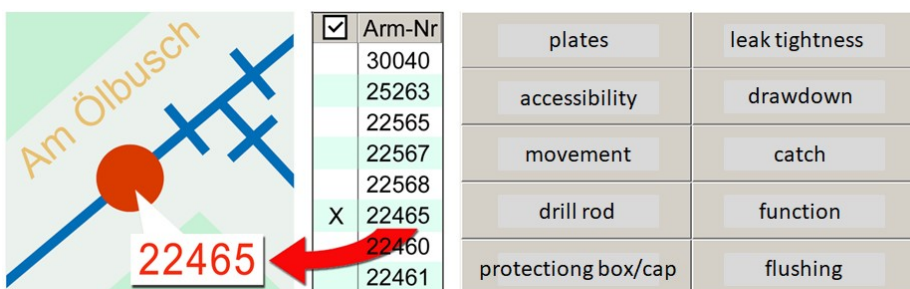 Am Ölbusch
22465
Arm-Nr
30040
25263
22565
22567
22568
X 22465
22460
22461
plates
leak tightness
accessibility
drawdown
movement
catch
drill rod
function
protectiong box/cap
flushing